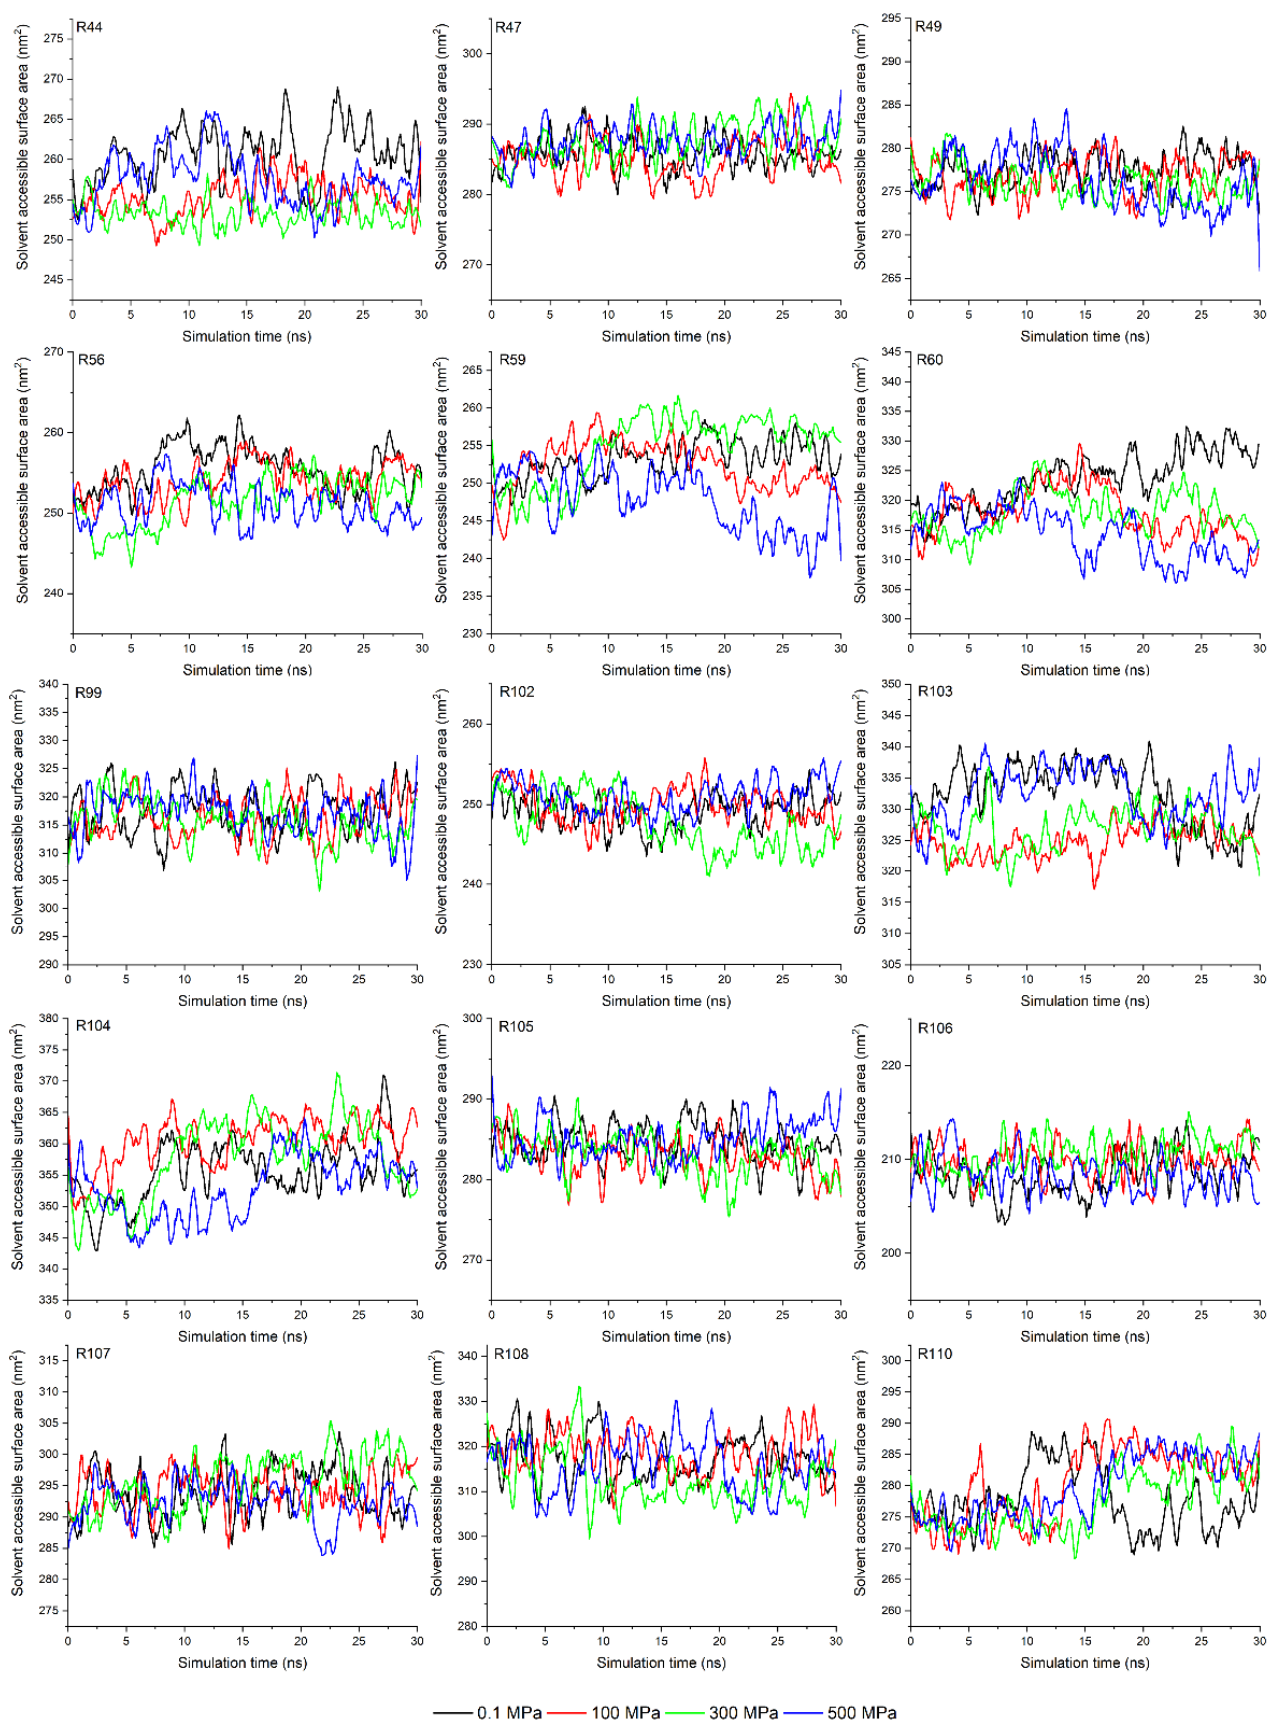 R44
Solvent accessible surface area (nm²)
275
270
265
260
255
250
245
0 5 10 15 20 25 30
Simulation time (ns)
R47
Solvent accessible surface area (nm²)
300
290
280
270
0 5 10 15 20 25 30
Simulation time (ns)
R49
Solvent accessible surface area (nm²)
295
290
285
280
275
270
265
0 5 10 15 20 25 30
Simulation time (ns)
R56
Solvent accessible surface area (nm²)
270
260
250
240
0 5 10 15 20 25 30
Simulation time (ns)
R59
Solvent accessible surface area (nm²)
265
260
255
250
245
240
235
230
0 5 10 15 20 25 30
Simulation time (ns)
R60
Solvent accessible surface area (nm²)
345
340
335
330
325
320
315
310
305
300
0 5 10 15 20 25 30
Simulation time (ns)
R99
Solvent accessible surface area (nm²)
340
335
330
325
320
315
310
305
300
295
290
0 5 10 15 20 25 30
Simulation time (ns)
R102
Solvent accessible surface area (nm²)
260
250
240
230
0 5 10 15 20 25 30
Simulation time (ns)
R103
Solvent accessible surface area (nm²)
350
345
340
335
330
325
320
315
310
305
0 5 10 15 20 25 30
Simulation time (ns)
R104
Solvent accessible surface area (nm²)
380
375
370
365
360
355
350
345
340
335
0 5 10 15 20 25 30
Simulation time (ns)
R105
Solvent accessible surface area (nm²)
300
290
280
270
0 5 10 15 20 25 30
Simulation time (ns)
R106
Solvent accessible surface area (nm²)
220
210
200
0 5 10 15 20 25 30
Simulation time (ns)
R107
Solvent accessible surface area (nm²)
315
310
305
300
295
290
285
280
275
0 5 10 15 20 25 30
Simulation time (ns)
R108
Solvent accessible surface area (nm²)
340
330
320
310
300
290
280
0 5 10 15 20 25 30
Simulation time (ns)
R110
Solvent accessible surface area (nm²)
300
295
290
285
280
275
270
265
260
0 5 10 15 20 25 30
Simulation time (ns)
0.1 MPa 100 MPa 300 MPa 500 MPa